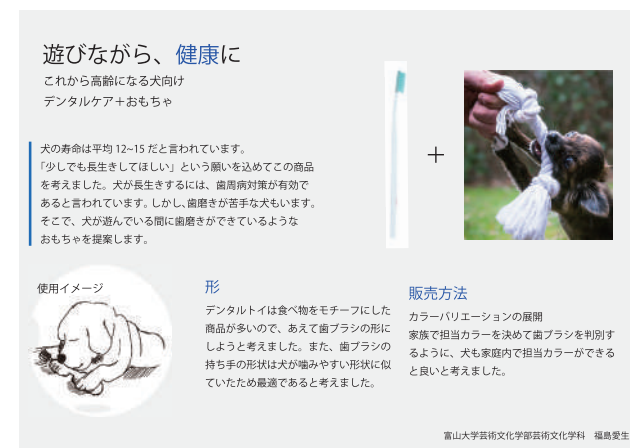 遊びながら、健康に
これから高齢になる犬向け
デンタルケア＋おもちゃ
犬の寿命は平均 12~15 だと言われています。
「少しでも長生きしてほしい」という願いを込めてこの商品
を考えました。犬が長生きするには、歯周病対策が有効で
あると言われています。しかし、歯磨きが苦手な犬もいます。
そこで、犬が遊んでいる間に歯磨きができているような
おもちゃを提案します。
+
使用イメージ
形
デンタルトイは食べ物をモチーフにした
商品が多いので、あえて歯ブラシの形に
しようと考えました。また、歯ブラシの
持ち手の形状は犬が噛みやすい形状に似
ていたため最適であると考えました。
販売方法
カラーバリエーションの展開
家族で担当カラーを決めて歯ブラシを判別す
るように、犬も家庭内で担当カラーができる
と良いと考えました。
富山大学芸術文化学部芸術文化学科　福島愛生